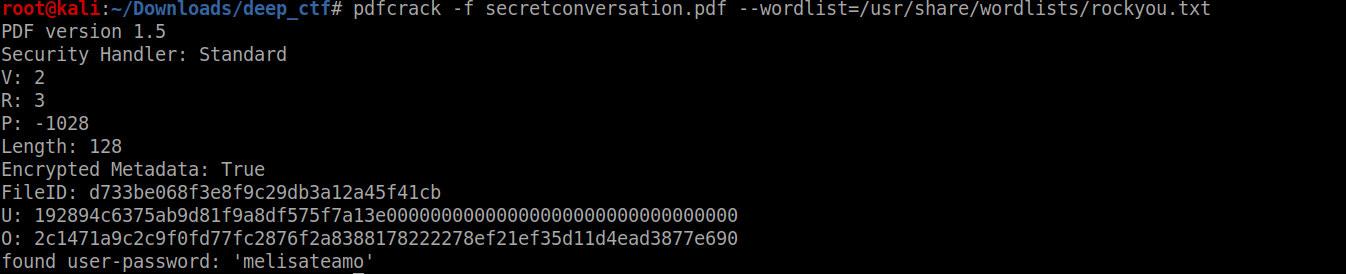 root@kali:~/Downloads/deep_ctf# pdfcrack -f secretconversation.pdf --wordlist=/usr/share/wordlists/rockyou.txt
PDF version 1.5
Security Handler: Standard
V: 2
R: 3
P: -1028
Length: 128
Encrypted Metadata: True
FileID: d733be068f3e8f9c29db3a12a45f41cb
U: 192894c6375ab9d81f9a8df575f7a13e00000000000000000000000000000000
O: 2c1471a9c2c9f0fd77fc2876f2a8388178222278ef21ef35d11d4ead3877e690
found user-password: 'melisateamo'